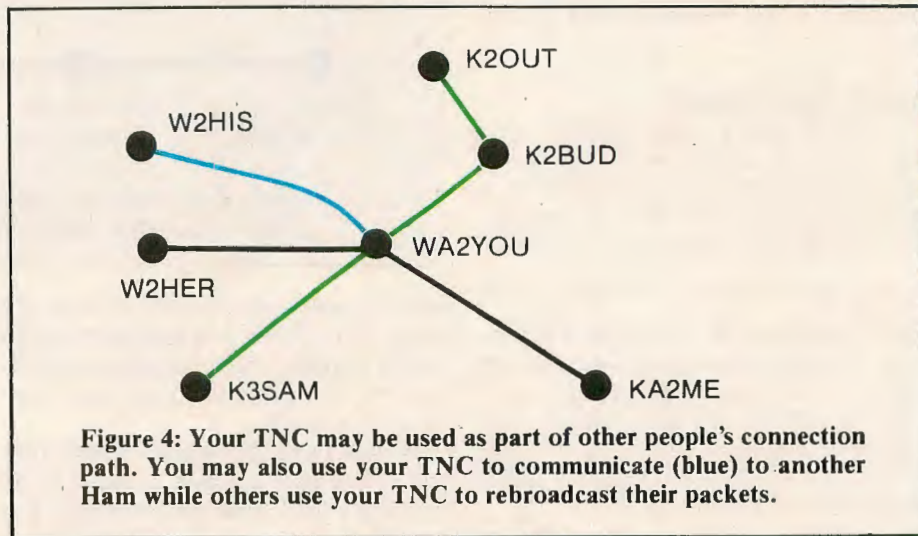 K2OUT
W2HIS
K2BUD
WA2YOU
W2HER
K3SAM
KA2ME
Figure 4: Your TNC may be used as part of other people's connection
path. You may also use your TNC to communicate (blue) to another
Ham while others use your TNC to rebroadcast their packets.